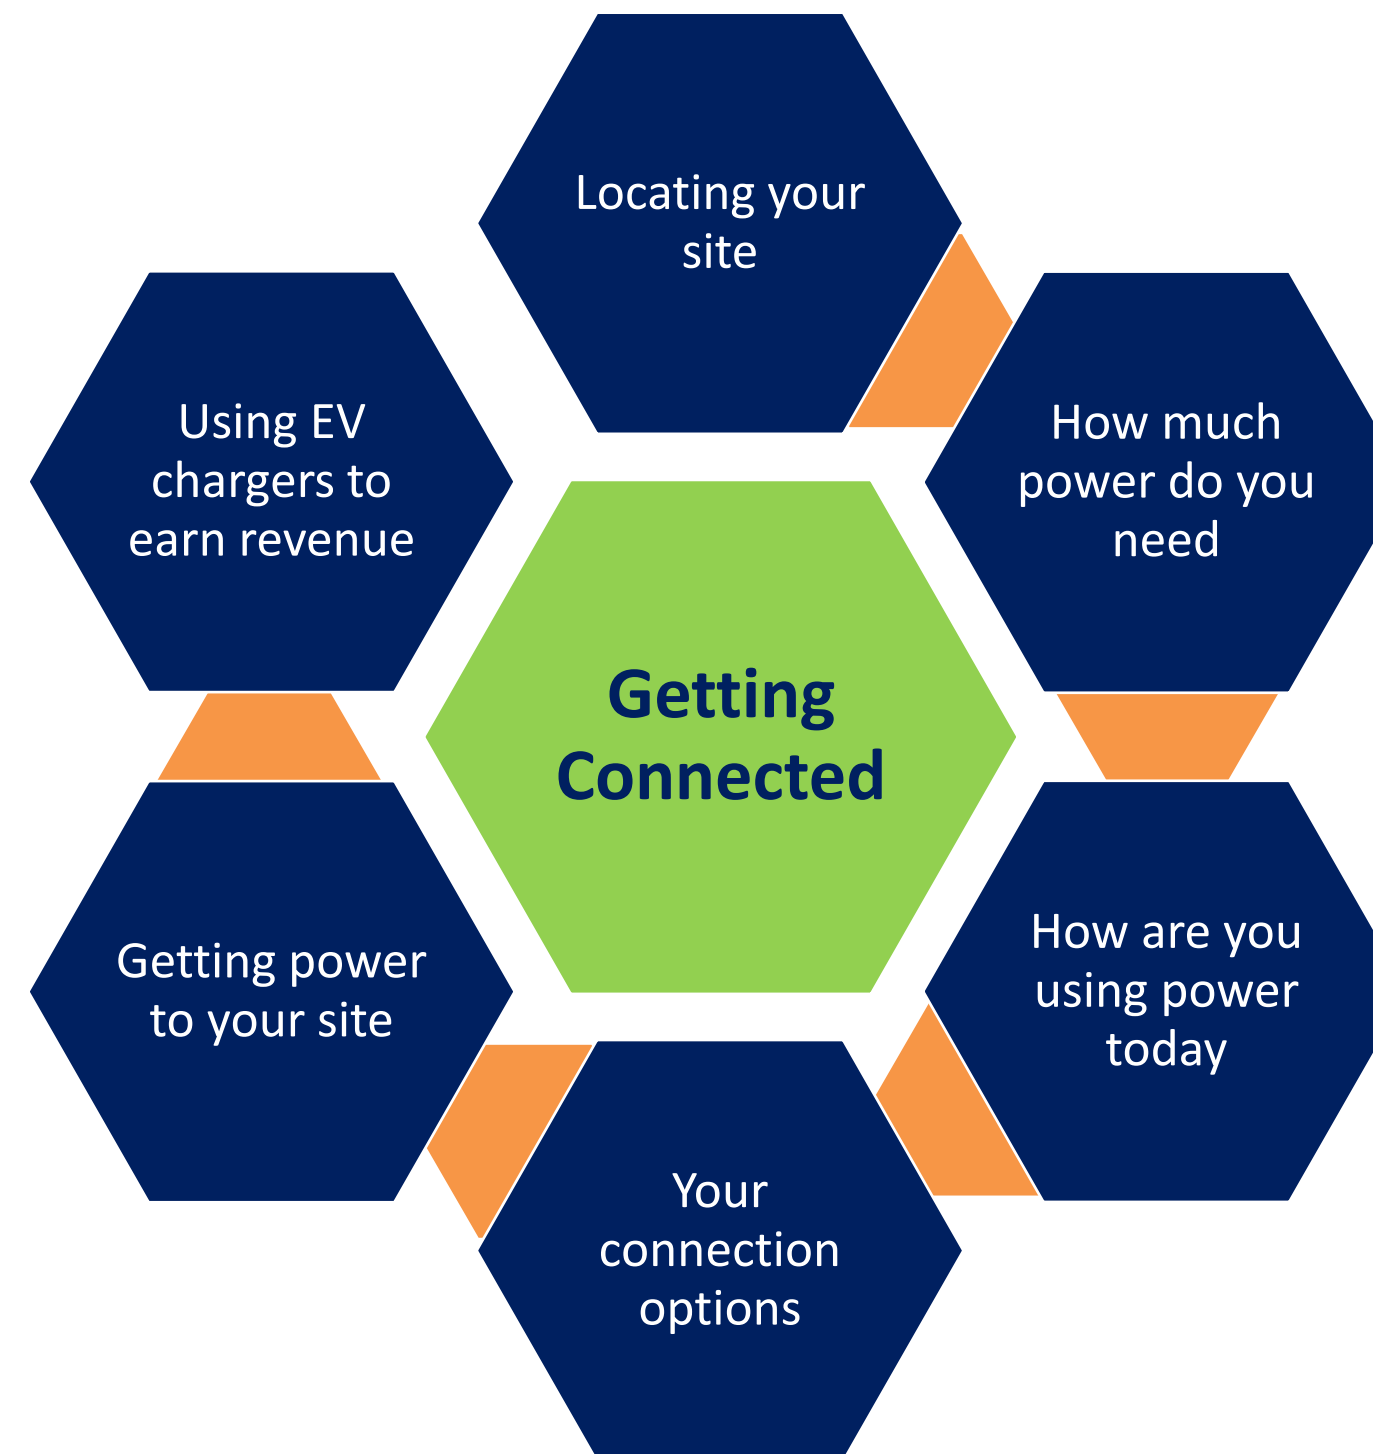 Locating your
site
How much
power do you
need
How are you
using power
today
Your
connection
options
Getting power
to your site
Using EV
chargers to
earn revenue
Getting
Connected